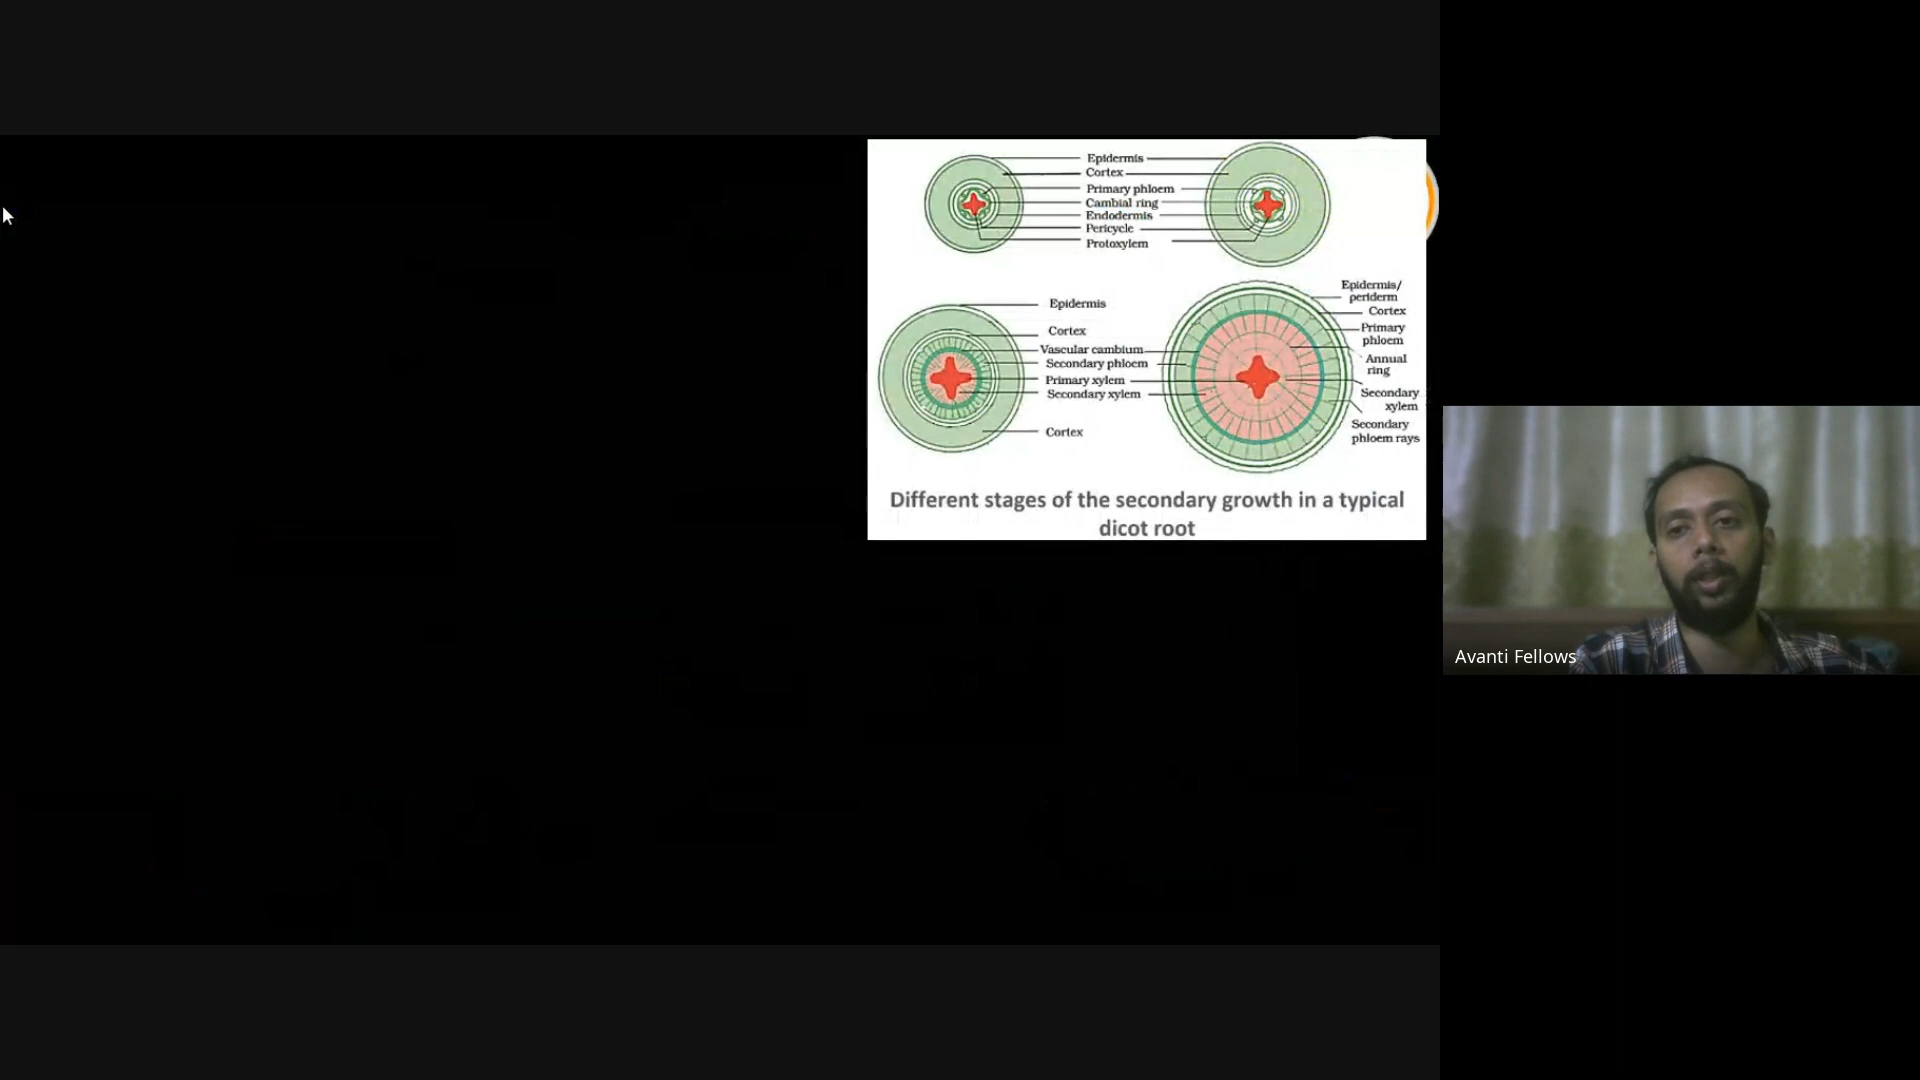 Epidermis
Cortex
Primary phloem
Cambial ring
Endodermis
Pericycle
Protoxylem
Epidermis
Cortex
Vascular cambium
Secondary phloem
Primary xylem
Secondary xylem
Cortex
Epidermis/
periderm
Cortex
Primary
phloem
Annual
ring
Secondary
xylem
Secondary
phloem rays
Different stages of the secondary growth in a typical
dicot root
Avanti Fellows